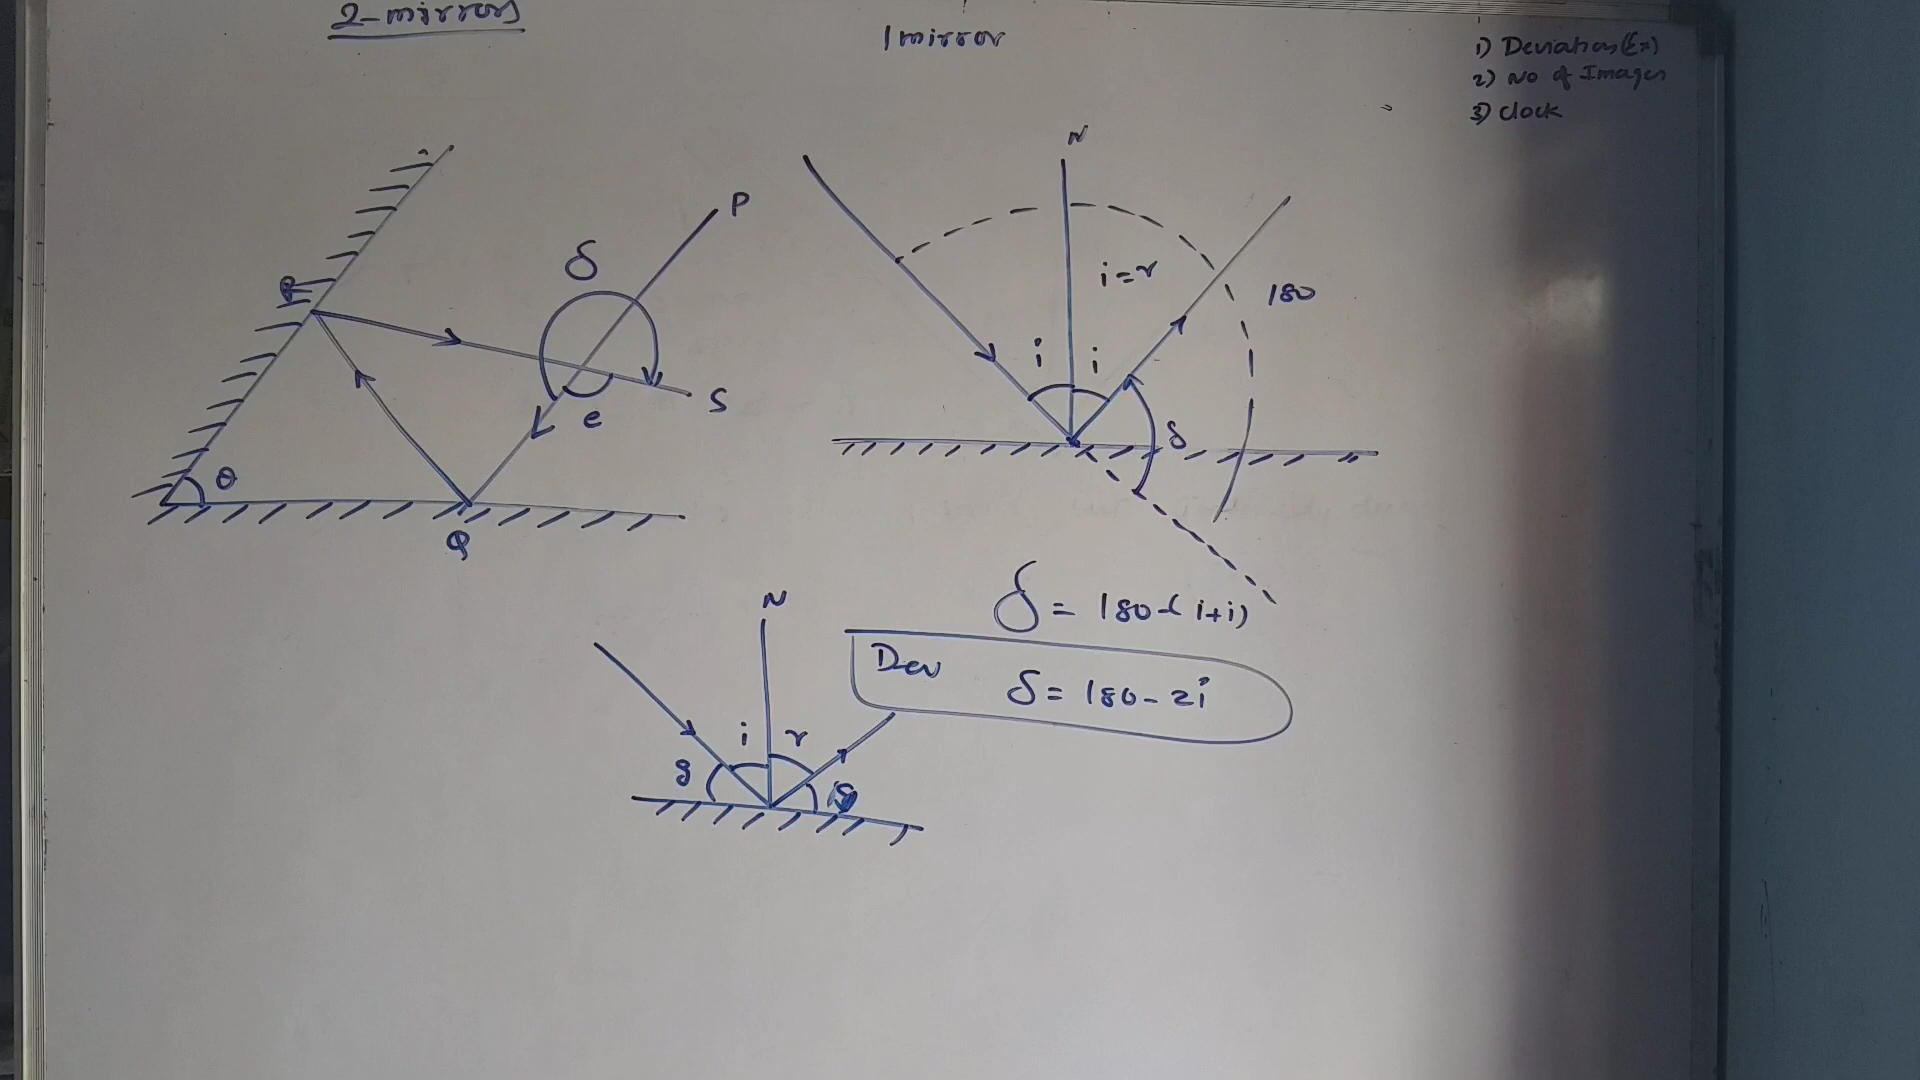 2-mirrors
1 mirror
1) Deviation (Ex)
2) No of Images
3) clock
N
P
δ
i=r
180
R
i
i
S
e
δ
θ
Q
δ = 180-(i+i)
N
Dev
δ = 180-2i
i
r
g
g